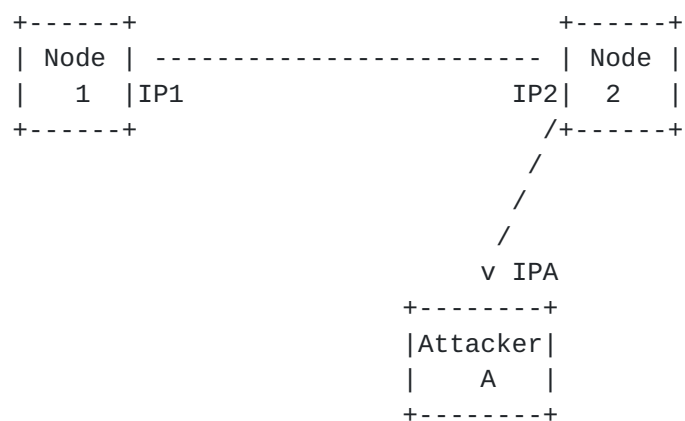 +------+                           +------+
| Node | ------------------------- | Node |
|   1  |IP1                     IP2|  2   |
+------+                          /+------+
                                 /
                                /
                               /
                              v IPA
                         +--------+
                         |Attacker|
                         |    A   |
                         +--------+